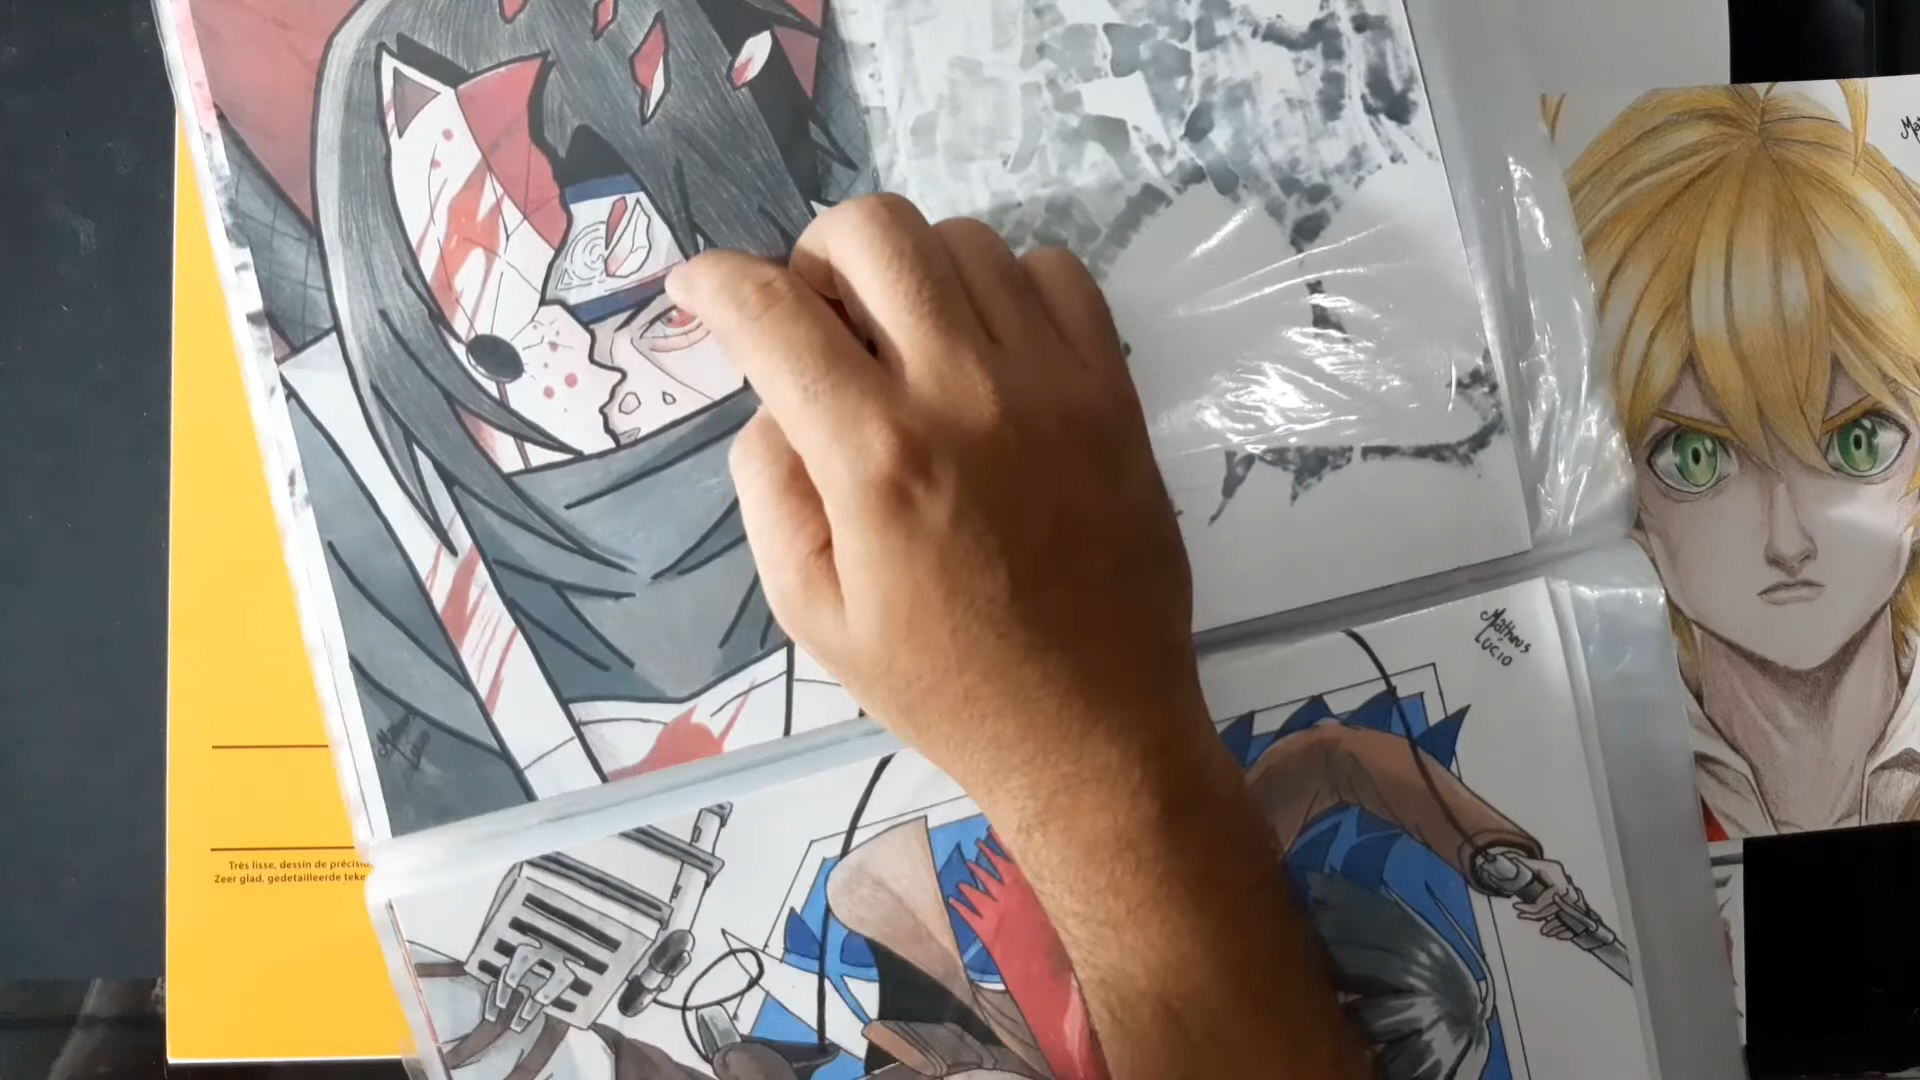 Très lisse, dessin de précisio
Zeer glad, gedetailleerde teke
Matheus
LUCIO